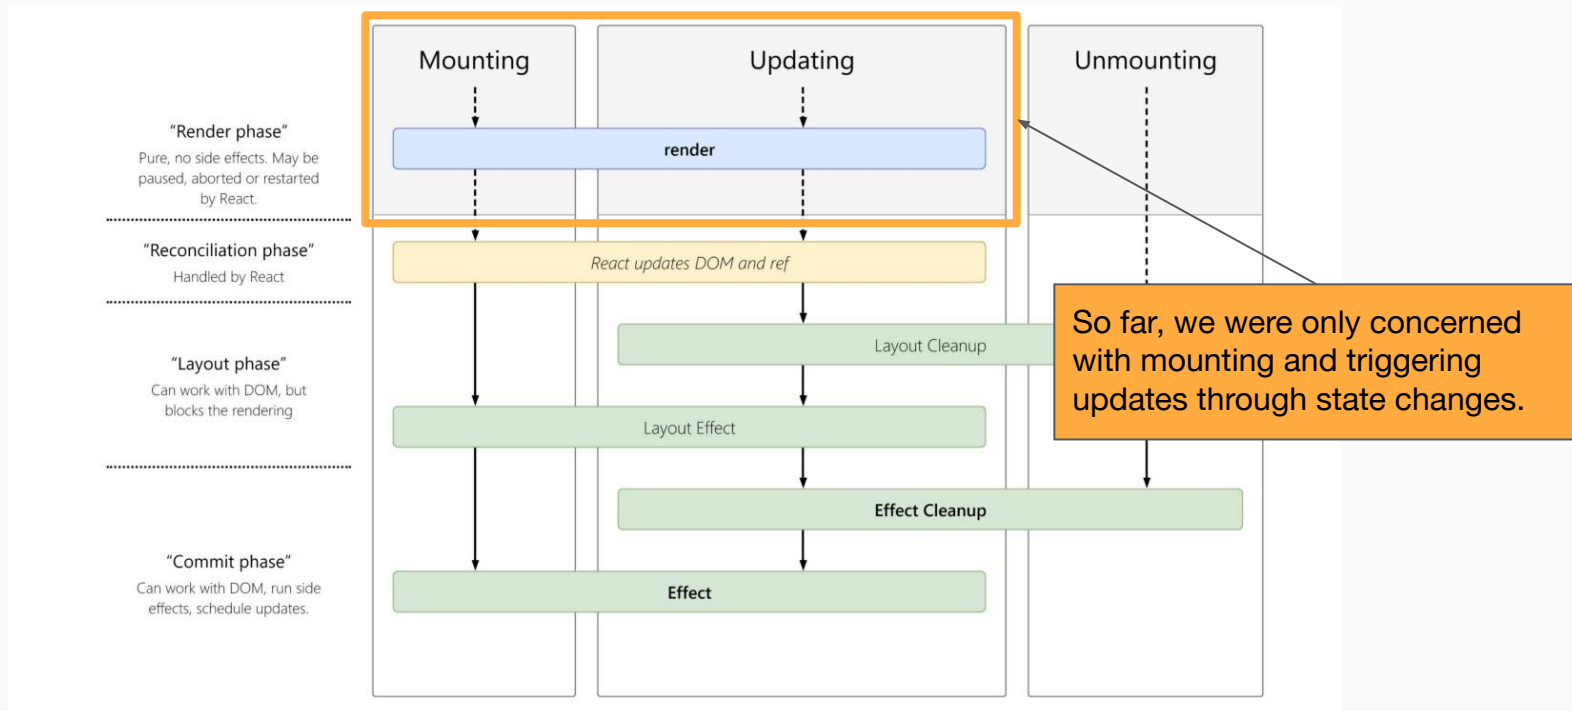 Mounting
Updating
Unmounting
“Render phase”
Pure, no side effects. May be
paused, aborted or restarted
by React.
render
“Reconciliation phase”
Handled by React
React updates DOM and ref
“Layout phase”
Can work with DOM, but
blocks the rendering
Layout Cleanup
Layout Effect
So far, we were only concerned
with mounting and triggering
updates through state changes.
“Commit phase”
Can work with DOM, run side
effects, schedule updates.
Effect Cleanup
Effect